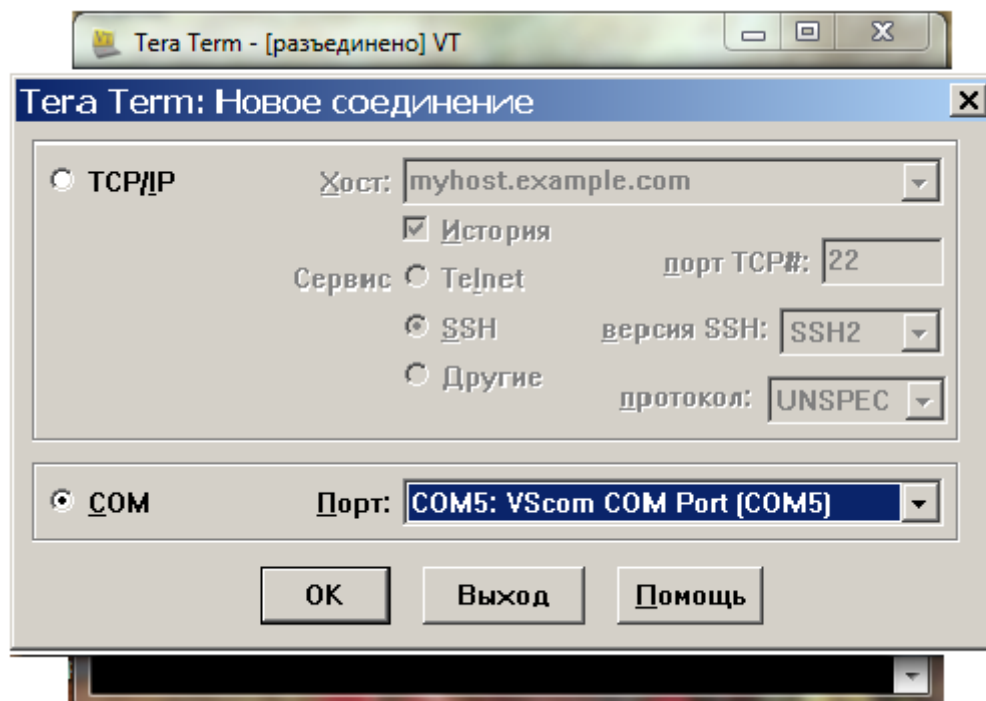 Tera Term - [разъединено] VT
Tera Term: Новое соединение
TCP/IP
Хост: myhost.example.com
История
Сервис Telnet
порт TCP#: 22
SSH
версия SSH: SSH2
Другие
протокол: UNSPEC
COM
Порт: COM5: VScom COM Port (COM5)
OK
Выход
Помощь